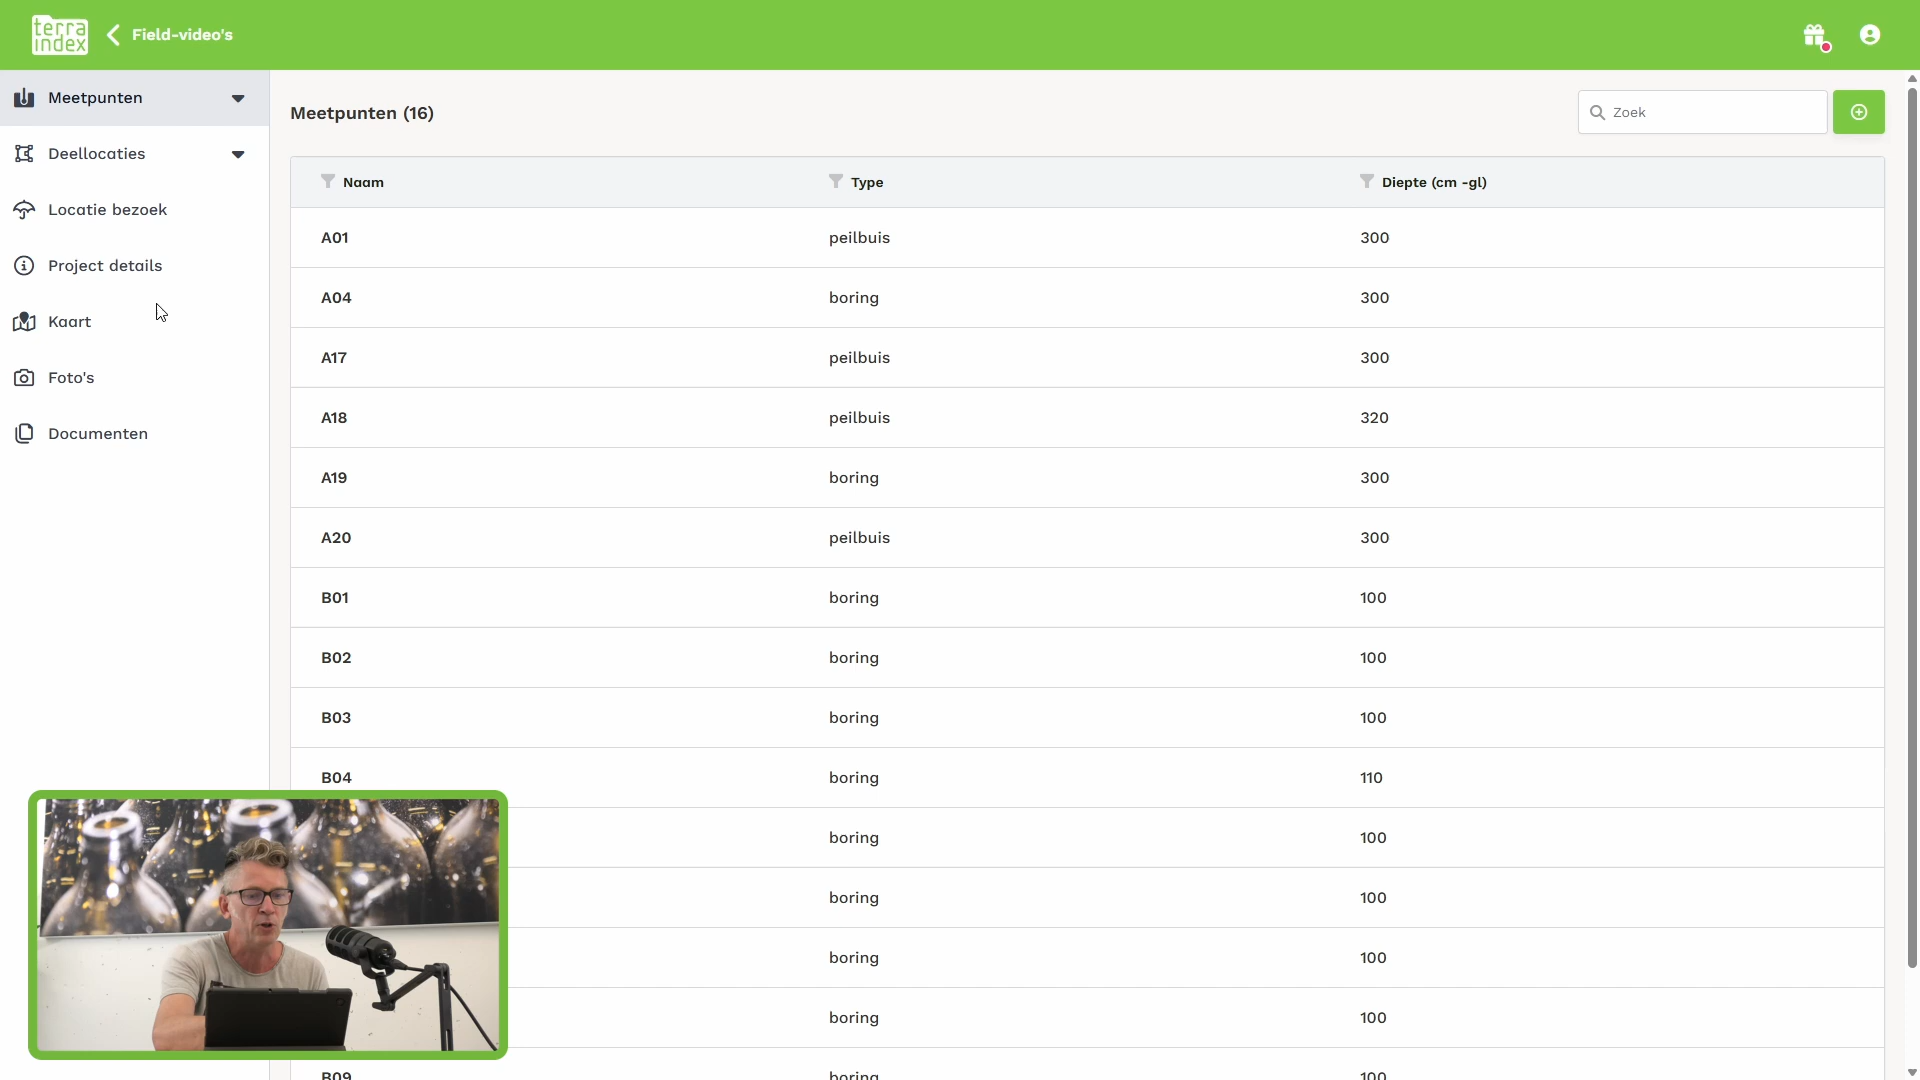 terra
index
Field-video's
Meetpunten
Deellocaties
Locatie bezoek
Project details
Kaart
Foto's
Documenten
Meetpunten (16)
Zoek
Naam Type Diepte (cm -gl)
A01 peilbuis 300
A04 boring 300
A17 peilbuis 300
A18 peilbuis 320
A19 boring 300
A20 peilbuis 300
B01 boring 100
B02 boring 100
B03 boring 100
B04 boring 110
boring 100
boring 100
boring 100
boring 100
B09 boring 100